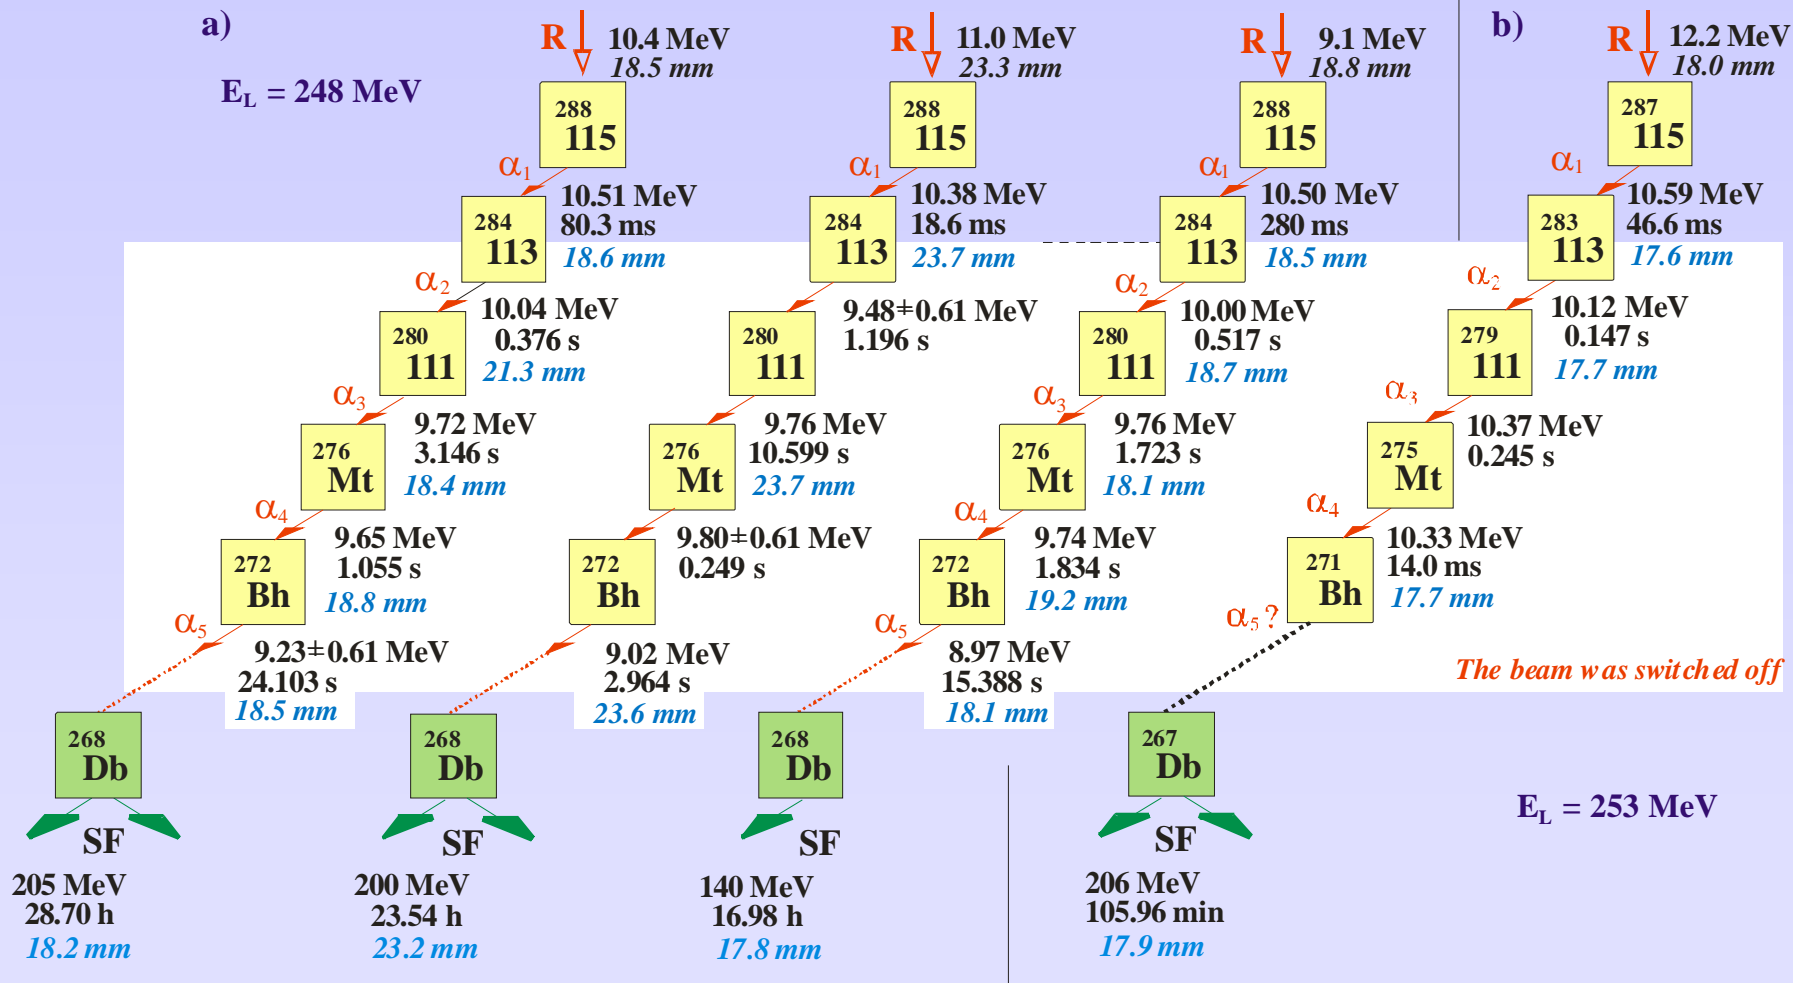 a)
E_L = 248 MeV
R
10.4 MeV
18.5 mm
288
115
α1
10.51 MeV
80.3 ms
18.6 mm
284
113
α2
10.04 MeV
0.376 s
21.3 mm
280
111
α3
9.72 MeV
3.146 s
18.4 mm
276
Mt
α4
9.65 MeV
1.055 s
18.8 mm
272
Bh
α5
9.23±0.61 MeV
24.103 s
18.5 mm
268
Db
SF
205 MeV
28.70 h
18.2 mm
R
11.0 MeV
23.3 mm
288
115
α1
10.38 MeV
18.6 ms
23.7 mm
284
113
9.48±0.61 MeV
1.196 s
280
111
9.76 MeV
10.599 s
23.7 mm
276
Mt
9.80±0.61 MeV
0.249 s
272
Bh
9.02 MeV
2.964 s
23.6 mm
268
Db
SF
200 MeV
23.54 h
23.2 mm
R
9.1 MeV
18.8 mm
288
115
α1
10.50 MeV
280 ms
18.5 mm
284
113
α2
10.00 MeV
0.517 s
18.7 mm
280
111
α3
9.76 MeV
1.723 s
18.1 mm
276
Mt
α4
9.74 MeV
1.834 s
19.2 mm
272
Bh
α5
8.97 MeV
15.388 s
18.1 mm
268
Db
SF
140 MeV
16.98 h
17.8 mm
b)
R
12.2 MeV
18.0 mm
287
115
α1
10.59 MeV
46.6 ms
17.6 mm
283
113
α2
10.12 MeV
0.147 s
17.7 mm
279
111
α3
10.37 MeV
0.245 s
275
Mt
α4
10.33 MeV
14.0 ms
17.7 mm
271
Bh
α5 ?
The beam was switched off
267
Db
SF
206 MeV
105.96 min
17.9 mm
E_L = 253 MeV